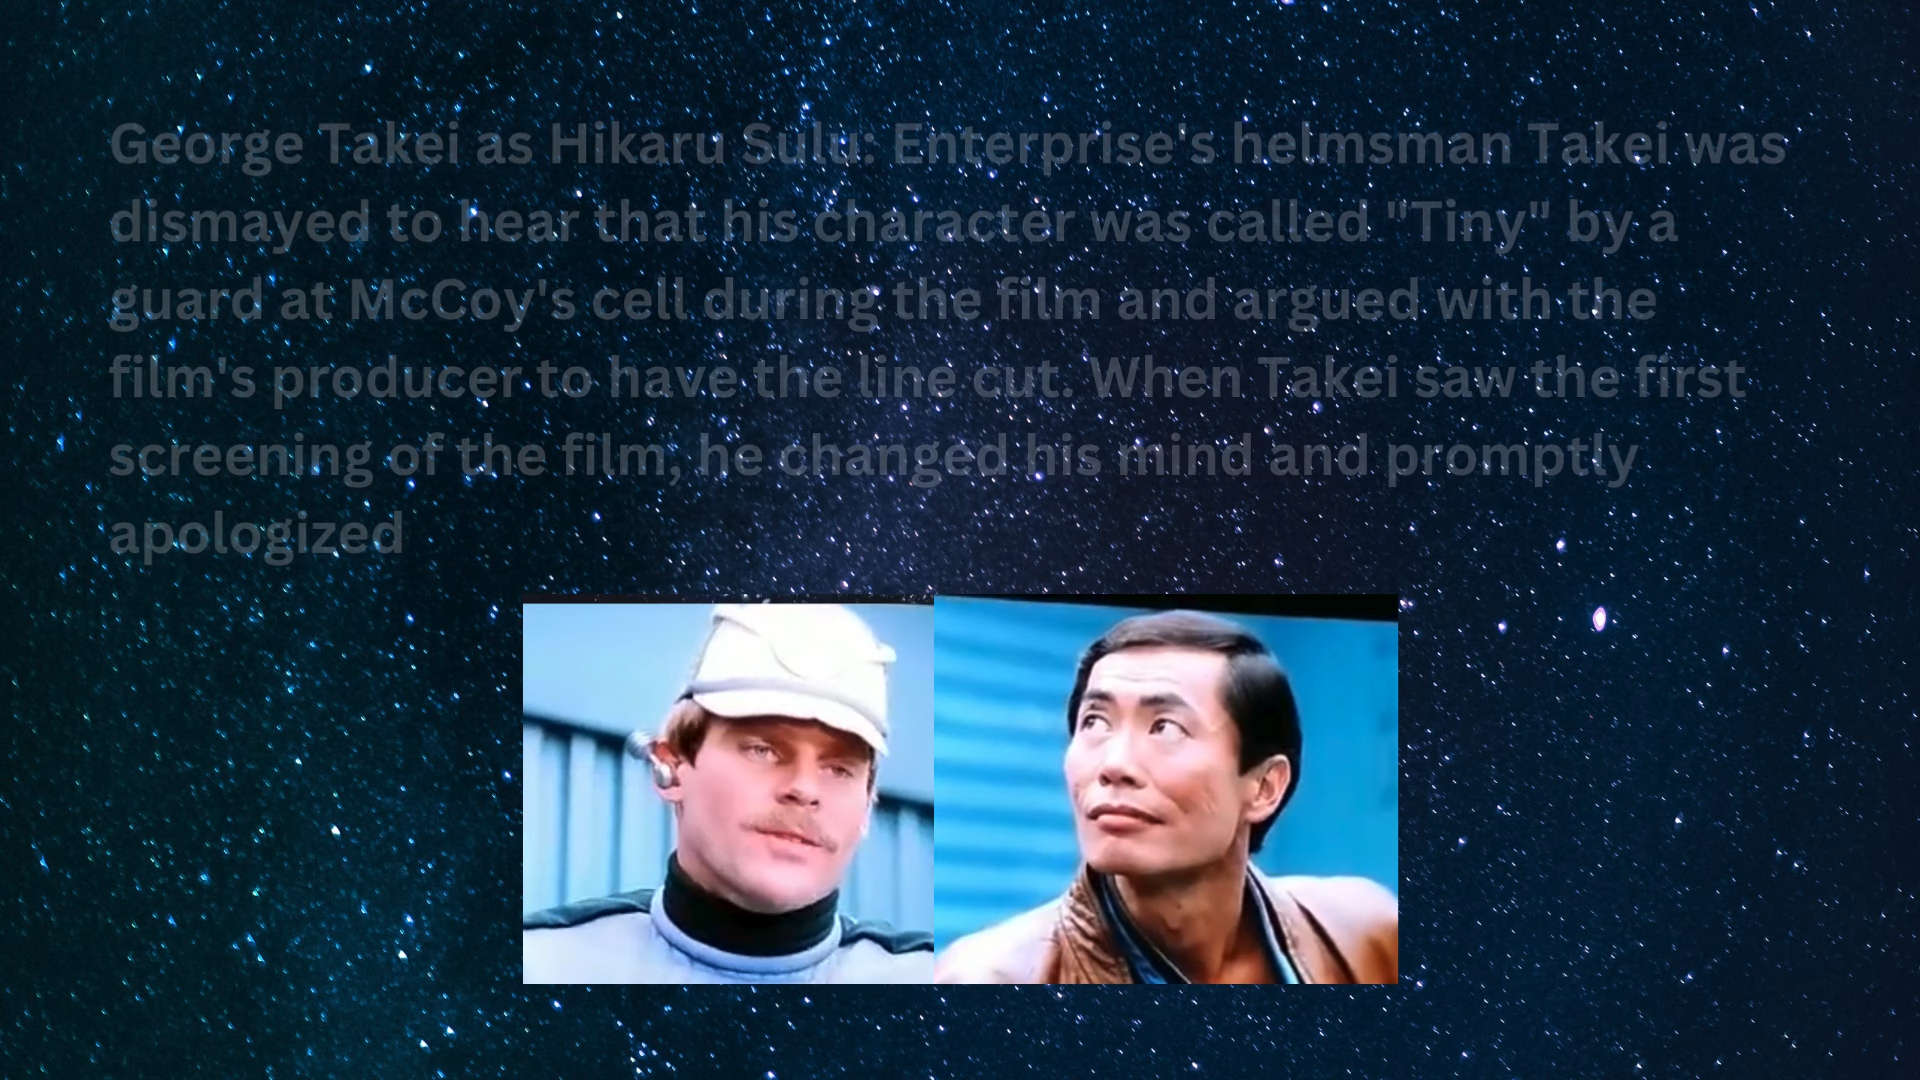 George Takei as Hikaru Sulu: Enterprise's helmsman Takei was
dismayed to hear that his character was called "Tiny" by a
guard at McCoy's cell during the film and argued with the
film's producer to have the line cut. When Takei saw the first
screening of the film, he changed his mind and promptly
apologized